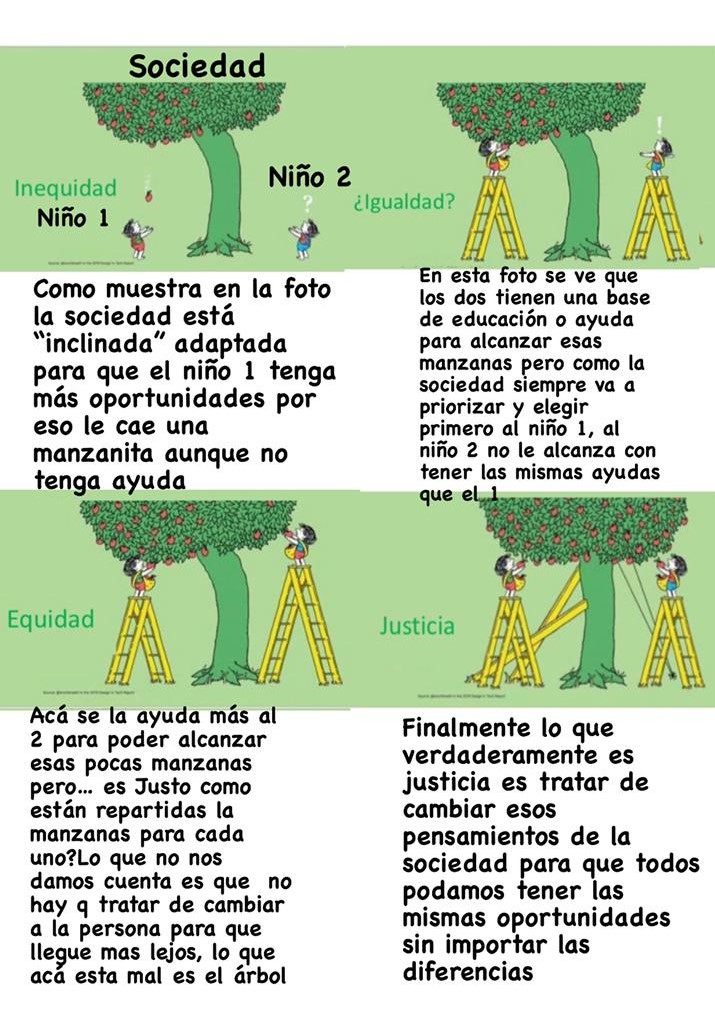 Sociedad
Inequidad
Niño 1
Niño 2
?
Como muestra en la foto
la sociedad está
“inclinada” adaptada
para que el niño 1 tenga
más oportunidades por
eso le cae una
manzanita aunque no
tenga ayuda
¿Igualdad?
!
En esta foto se ve que
los dos tienen una base
de educación o ayuda
para alcanzar esas
manzanas pero como la
sociedad siempre va a
priorizar y elegir
primero al niño 1, al
niño 2 no le alcanza con
tener las mismas ayudas
que el 1
Equidad
Acá se la ayuda más al
2 para poder alcanzar
esas pocas manzanas
pero... es Justo como
están repartidas la
manzanas para cada
uno?Lo que no nos
damos cuenta es que no
hay q tratar de cambiar
a la persona para que
llegue mas lejos, lo que
acá esta mal es el árbol
Justicia
Finalmente lo que
verdaderamente es
justicia es tratar de
cambiar esos
pensamientos de la
sociedad para que todos
podamos tener las
mismas oportunidades
sin importar las
diferencias